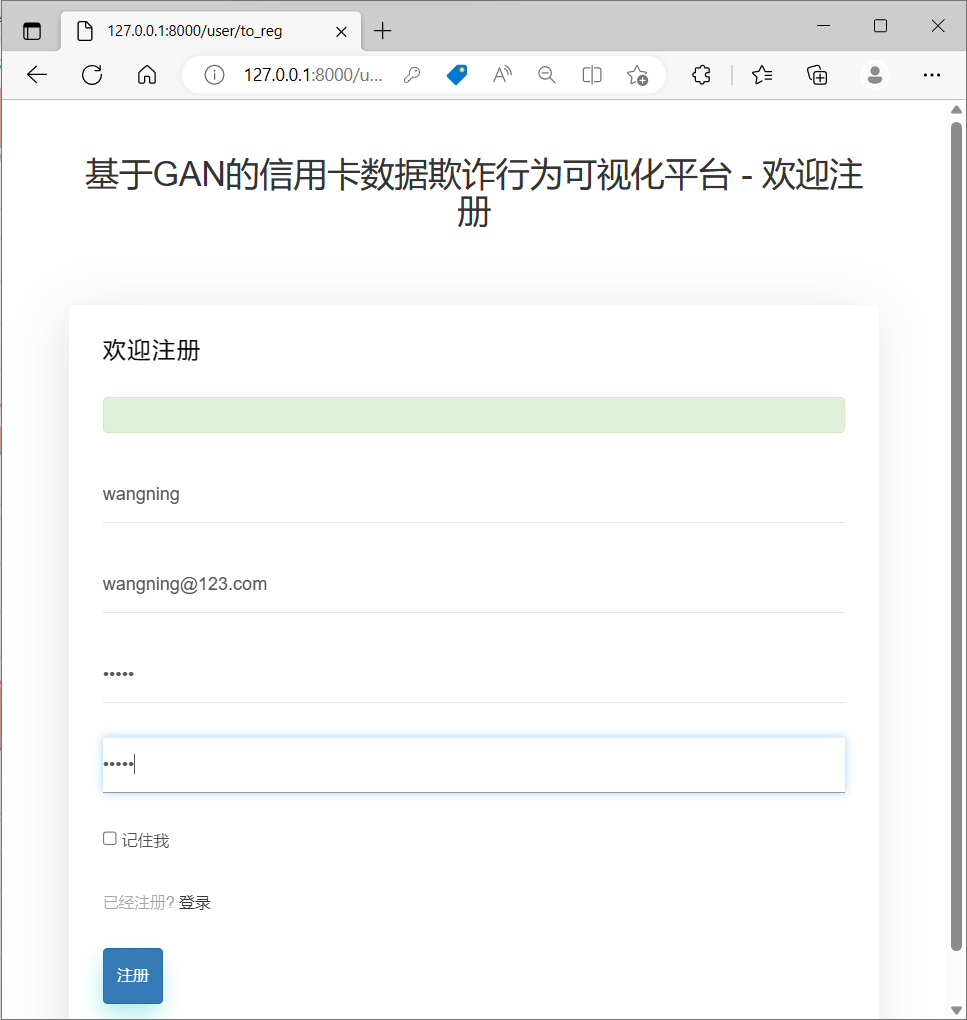 127.0.0.1:8000/user/to_reg
127.0.0.1:8000/u...
基于GAN的信用卡数据欺诈行为可视化平台 - 欢迎注
册
欢迎注册
wangning
wangning@123.com
•••••
•••••
记住我
已经注册? 登录
注册